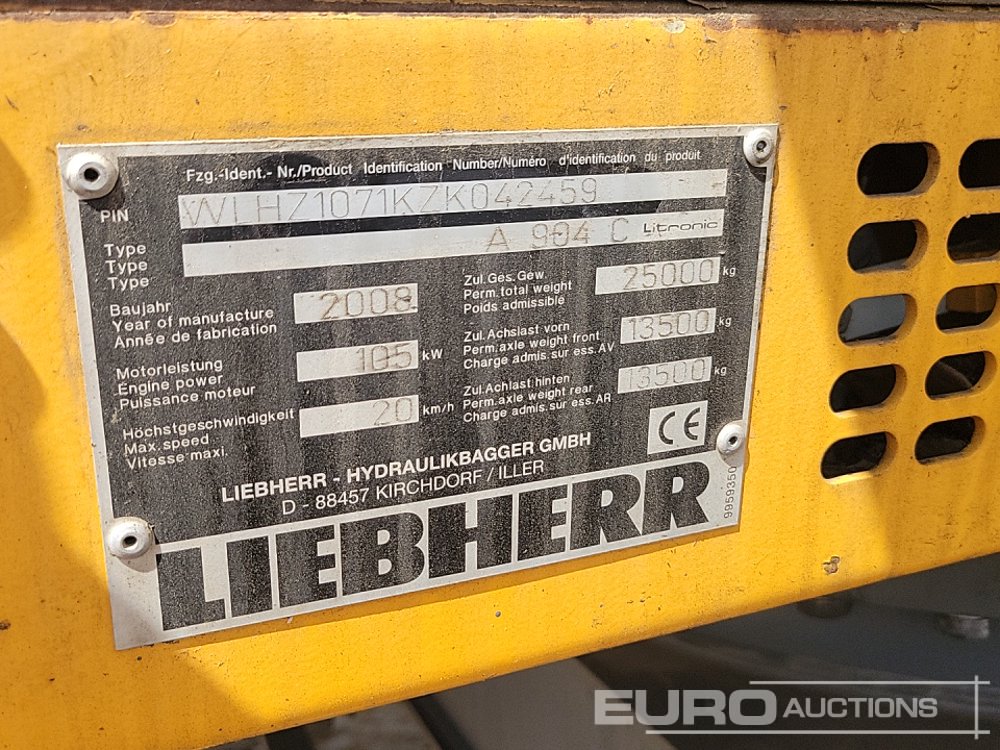 Fzg.-Ident.- Nr./Product Identification Number/Numéro d'identification du produit
PIN WLHZ1071KZK042459
Type
Type A 904 C Litronic
Type
Baujahr
Year of manufacture 2008
Année de fabrication
Motorleistung
Engine power 105 kW
Puissance moteur
Höchstgeschwindigkeit
Max. speed 20 km/h
Vitesse maxi.
Zul.Ges.Gew.
Perm.total weight 25000 kg
Poids admissible
Zul.Achslast vorn
Perm.axle weight front 13500 kg
Charge admis.sur ess.AV
Zul.Achlast hinten
Perm.axle weight rear 13500 kg
Charge admis.sur ess.AR
CE
LIEBHERR - HYDRAULIKBAGGER GMBH
D - 88457 KIRCHDORF / ILLER
LIEBHERR
9959350
EURO AUCTIONS